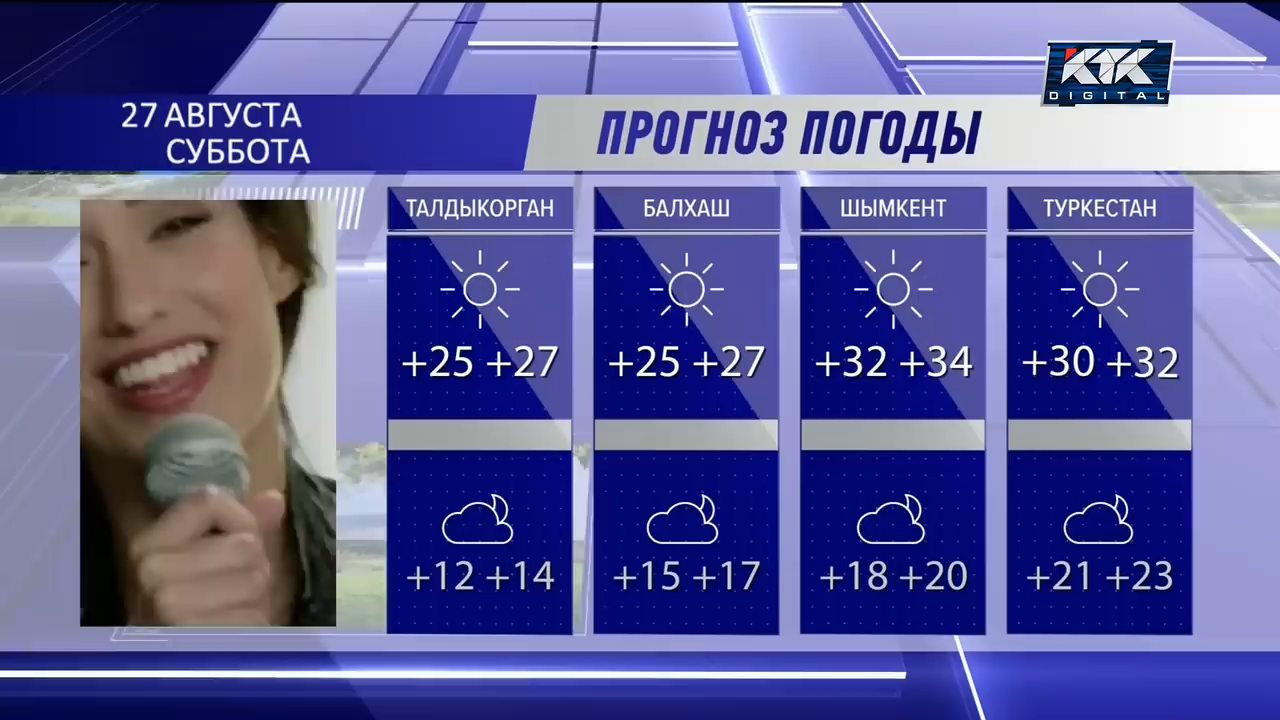 KTK
DIGITAL
27 АВГУСТА
СУББОТА
ПРОГНОЗ ПОГОДЫ
ТАЛДЫКОРГАН
+25 +27
+12 +14
БАЛХАШ
+25 +27
+15 +17
ШЫМКЕНТ
+32 +34
+18 +20
ТУРКЕСТАН
+30 +32
+21 +23